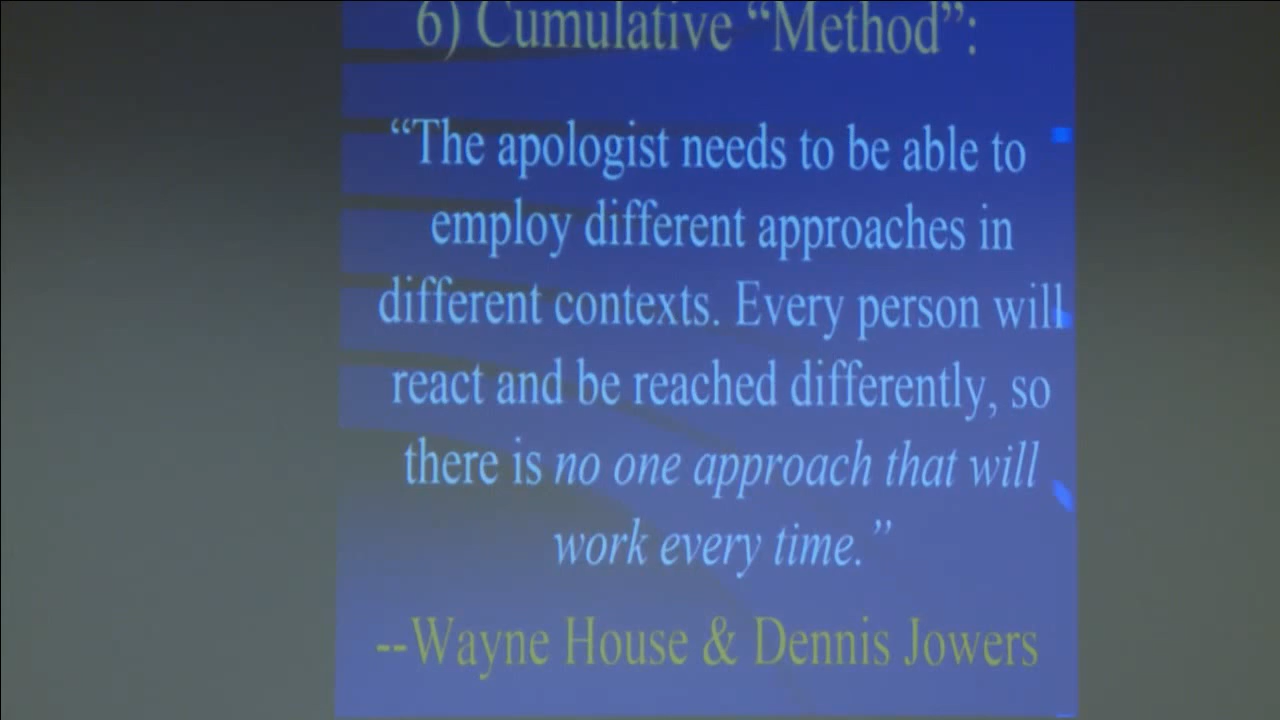 6) Cumulative “Method”:
“The apologist needs to be able to
employ different approaches in
different contexts. Every person will
react and be reached differently, so
there is no one approach that will
work every time.”
--Wayne House & Dennis Jowers